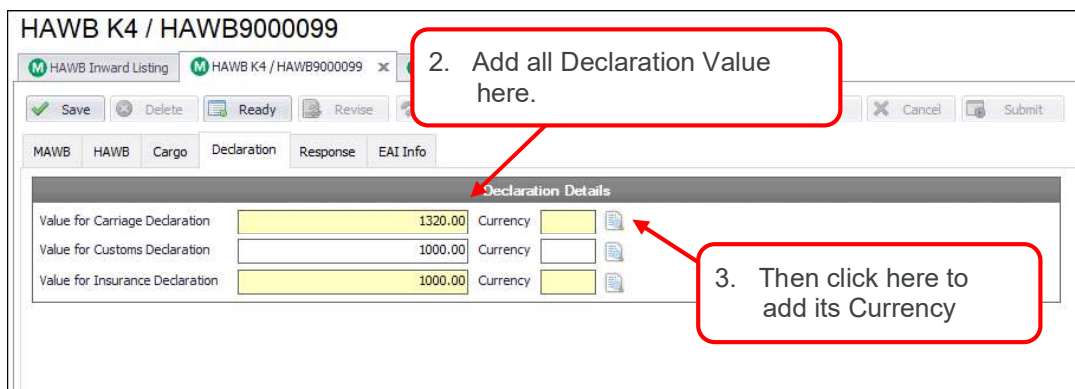 HAWB K4 / HAWB9000099
HAWB Inward Listing HAWB K4 / HAWB9000099
2. Add all Declaration Value
here.
Save Delete Ready Revise Cancel Submit
MAWB HAWB Cargo Declaration Response EAI Info
Declaration Details
Value for Carriage Declaration 1320.00 Currency
Value for Customs Declaration 1000.00 Currency
Value for Insurance Declaration 1000.00 Currency
3. Then click here to
add its Currency